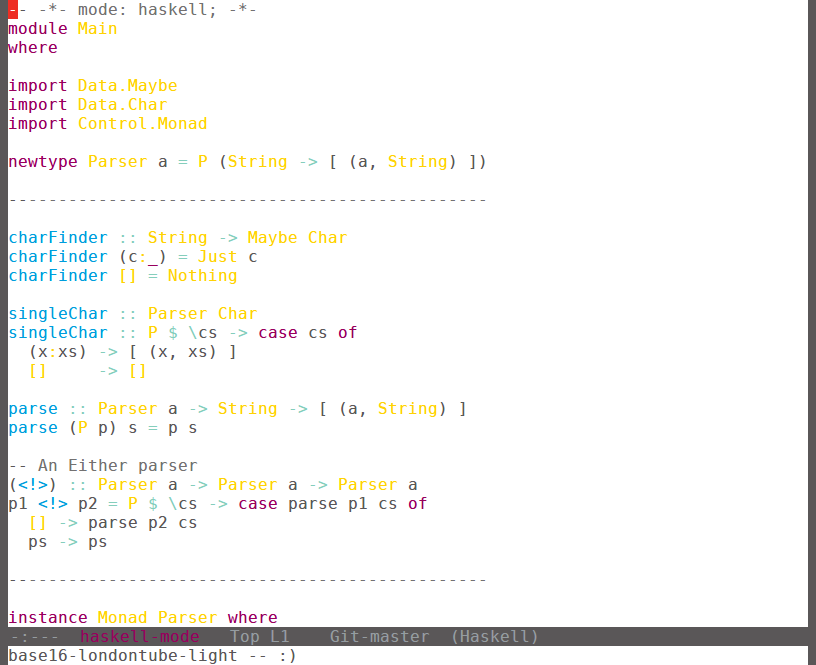 -- -*- mode: haskell; -*-
module Main
where

import Data.Maybe
import Data.Char
import Control.Monad

newtype Parser a = P (String -> [ (a, String) ])

------------------------------------------------

charFinder :: String -> Maybe Char
charFinder (c:_) = Just c
charFinder [] = Nothing

singleChar :: Parser Char
singleChar :: P $ \cs -> case cs of
  (x:xs) -> [ (x, xs) ]
  []     -> []

parse :: Parser a -> String -> [ (a, String) ]
parse (P p) s = p s

-- An Either parser
(<!>) :: Parser a -> Parser a -> Parser a
p1 <!> p2 = P $ \cs -> case parse p1 cs of
  [] -> parse p2 cs
  ps -> ps

------------------------------------------------

instance Monad Parser where
-:---  haskell-mode   Top L1    Git-master  (Haskell)
base16-londontube-light -- :)